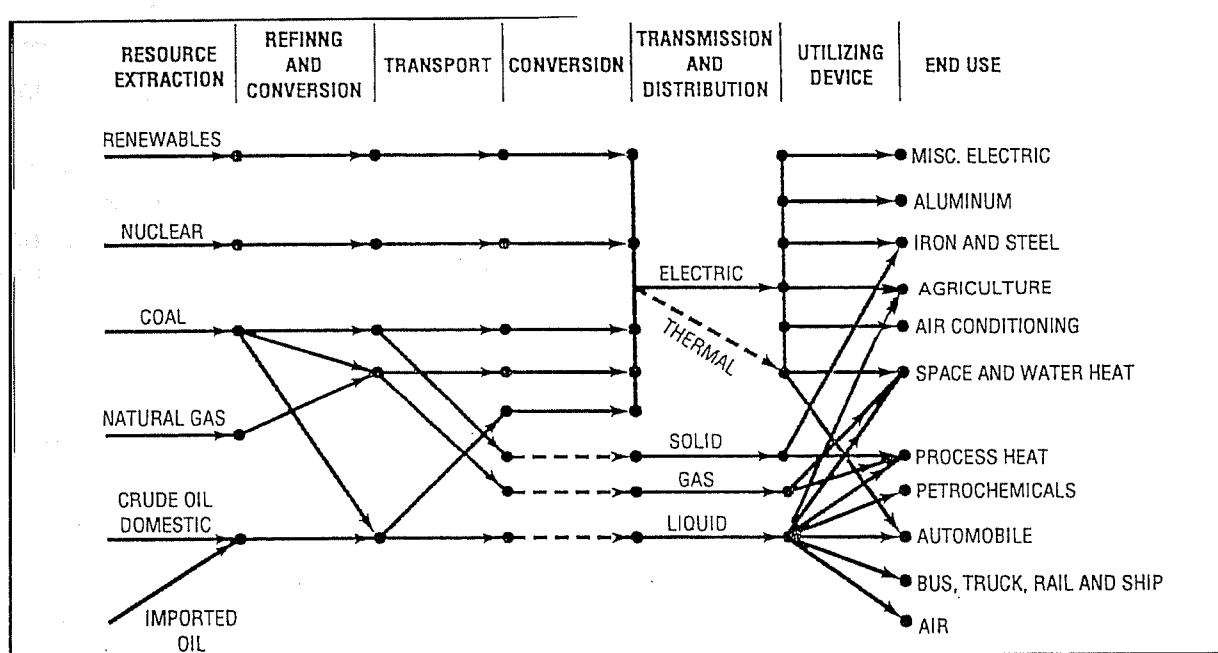 RESOURCE
EXTRACTION
REFINNG
AND
CONVERSION
TRANSPORT
CONVERSION
TRANSMISSION
AND
DISTRIBUTION
UTILIZING
DEVICE
END USE
RENEWABLES
NUCLEAR
COAL
NATURAL GAS
CRUDE OIL
DOMESTIC
IMPORTED
OIL
ELECTRIC
THERMAL
SOLID
GAS
LIQUID
MISC. ELECTRIC
ALUMINUM
IRON AND STEEL
AGRICULTURE
AIR CONDITIONING
SPACE AND WATER HEAT
PROCESS HEAT
PETROCHEMICALS
AUTOMOBILE
BUS, TRUCK, RAIL AND SHIP
AIR